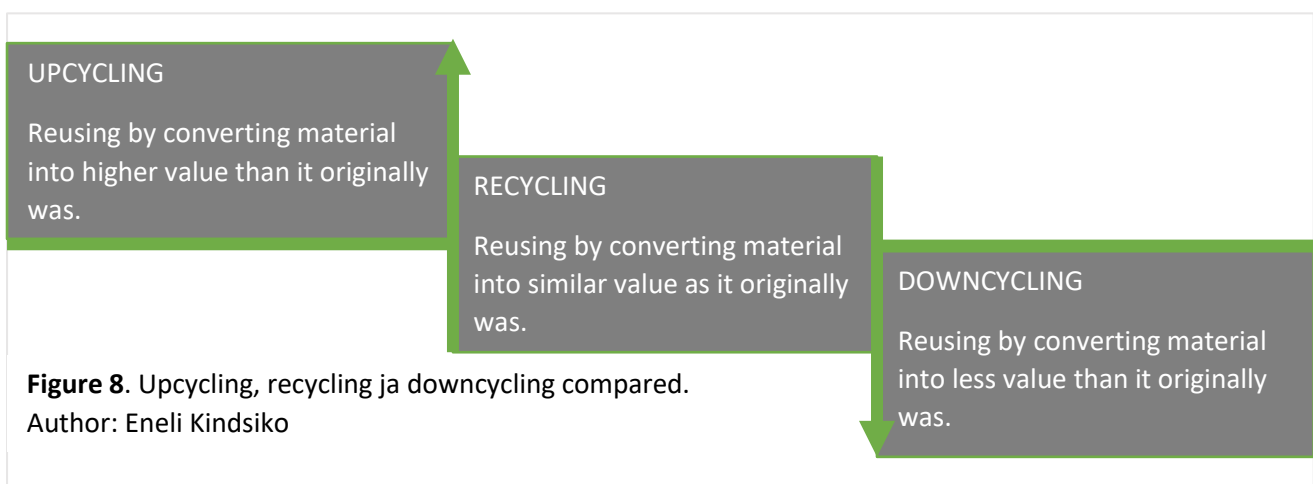 UPCYCLING
Reusing by converting material
into higher value than it originally
was.
RECYCLING
Reusing by converting material
into similar value as it originally
was.
DOWNCYCLING
Reusing by converting material
into less value than it originally
was.
Figure 8. Upcycling, recycling ja downcycling compared.
Author: Eneli Kindsiko